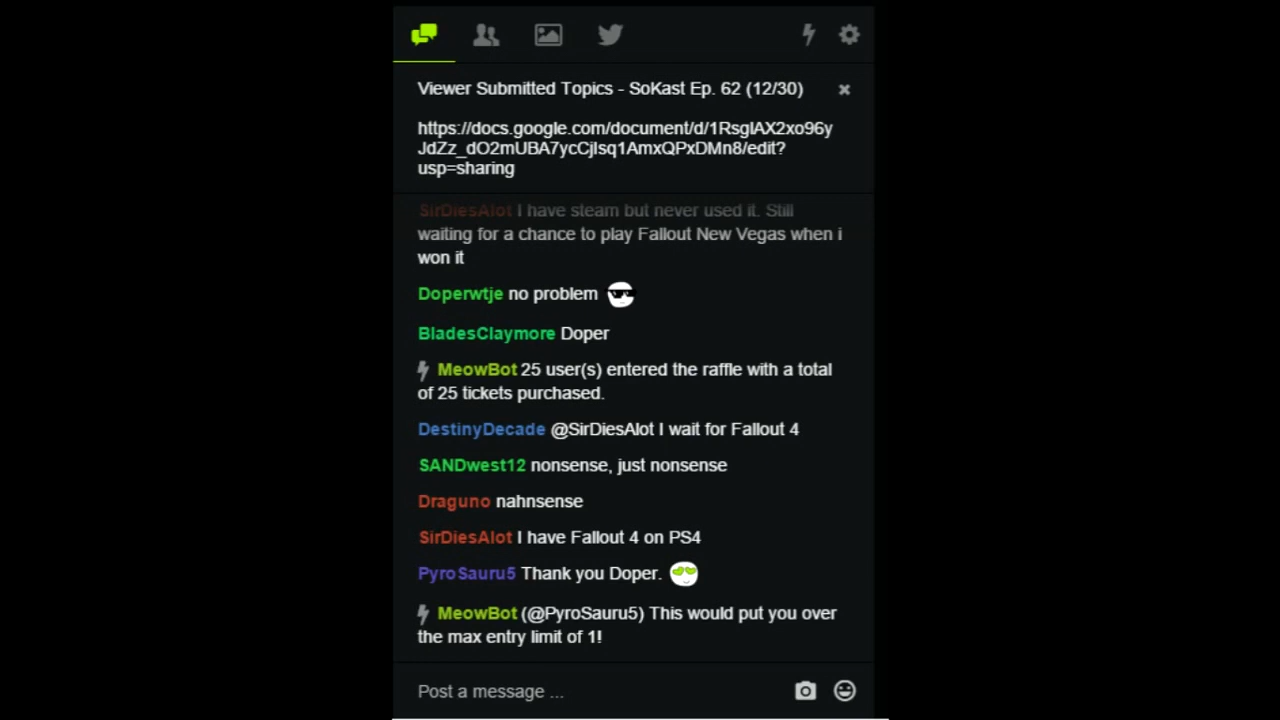 Viewer Submitted Topics - SoKast Ep. 62 (12/30)
https://docs.google.com/document/d/1RsglAX2xo96y
JdZz_dO2mUBA7ycCjlsq1AmxQPxDMn8/edit?
usp=sharing
SirDiesAlot I have steam but never used it. Still
waiting for a chance to play Fallout New Vegas when i
won it
Doperwtje no problem
BladesClaymore Doper
MeowBot 25 user(s) entered the raffle with a total
of 25 tickets purchased.
DestinyDecade @SirDiesAlot I wait for Fallout 4
SANDwest12 nonsense, just nonsense
Draguno nahnsense
SirDiesAlot I have Fallout 4 on PS4
PyroSauru5 Thank you Doper.
MeowBot (@PyroSauru5) This would put you over
the max entry limit of 1!
Post a message ...